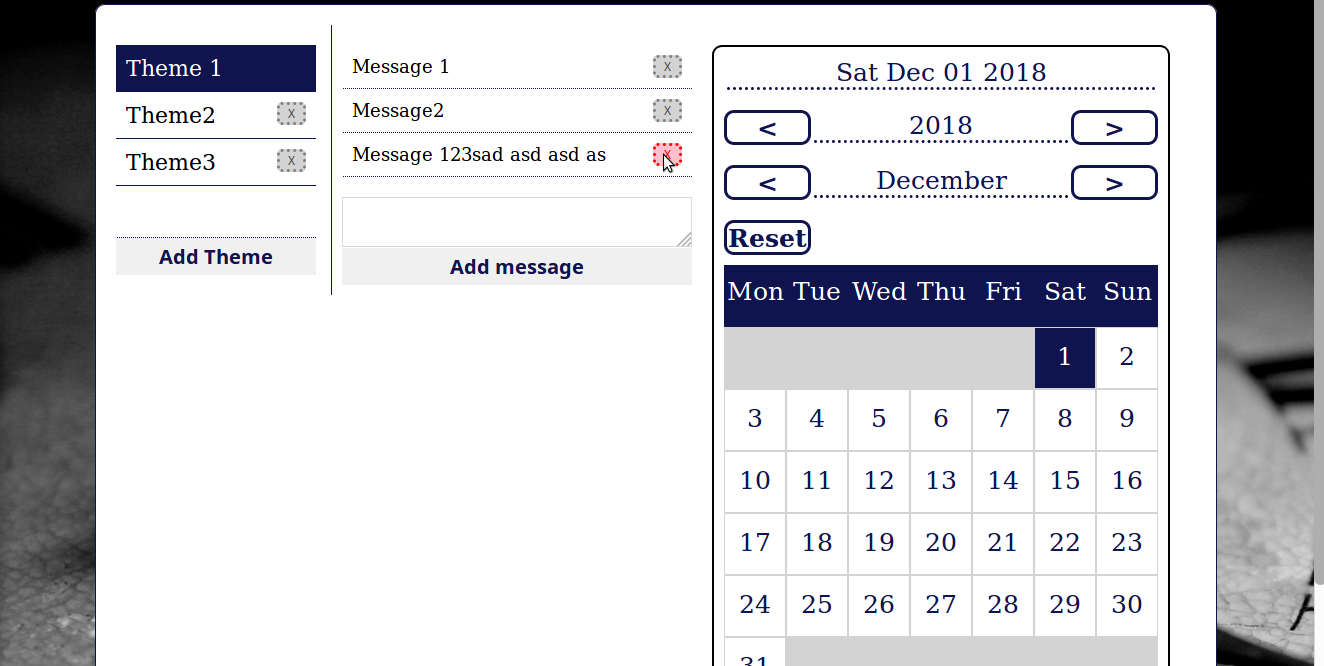 Theme 1
Theme2 X
Theme3 X
Add Theme
Message 1 X
Message2 X
Message 123sad asd asd as X
Add message
Sat Dec 01 2018
< 2018 >
< December >
Reset
Mon Tue Wed Thu Fri Sat Sun
1 2
3 4 5 6 7 8 9
10 11 12 13 14 15 16
17 18 19 20 21 22 23
24 25 26 27 28 29 30
31